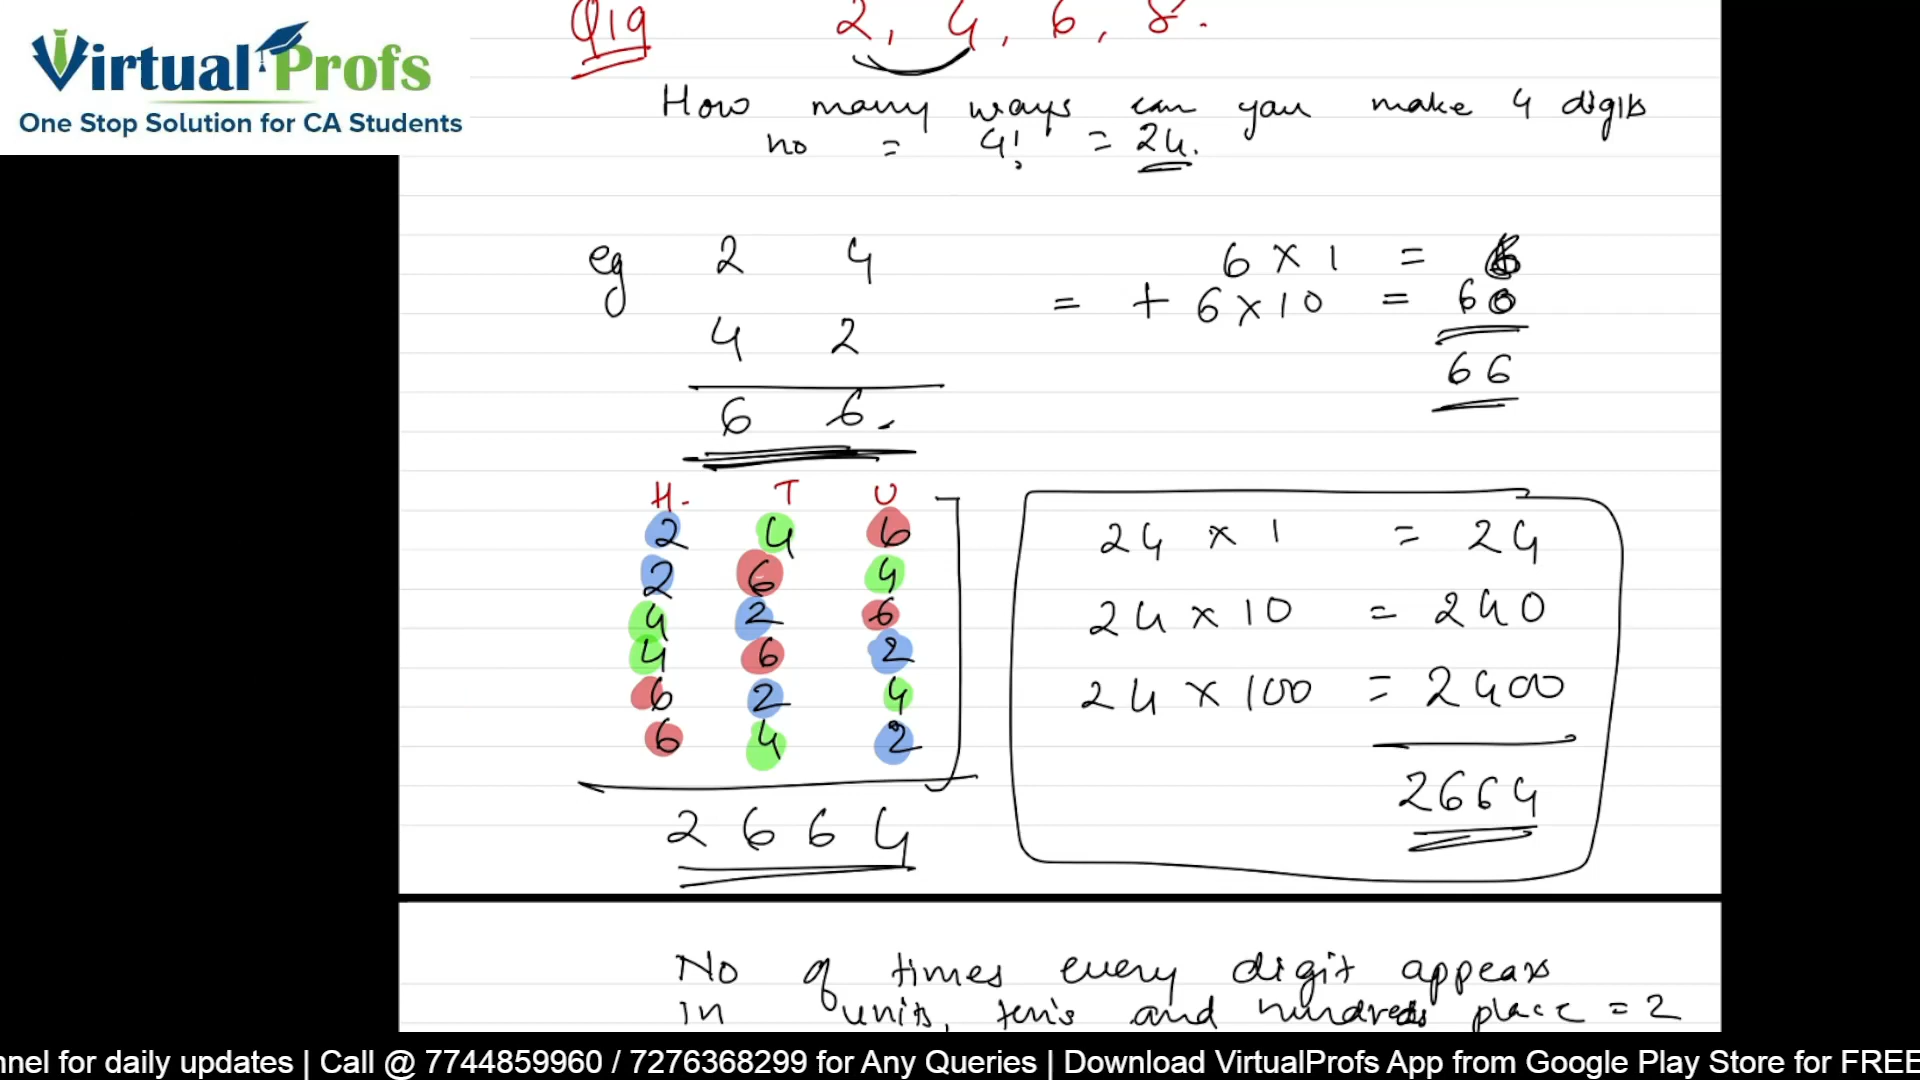 Virtual Profs
One Stop Solution for CA Students
Q19 2, 4, 6, 8.
How many ways can you make 4 digits
no = 4! = 24.
eg 2 4
4 2
6 6.
6 × 1 = 6
= + 6 × 10 = 60
66
H. T U
2 4 6
2 6 4
4 2 6
4 6 2
6 2 4
6 4 2
2664
24 × 1 = 24
24 × 10 = 240
24 × 100 = 2400
2664
No of times every digit appears
in units, ten's and hundreds place = 2
nnel for daily updates | Call @ 7744859960 / 7276368299 for Any Queries | Download VirtualProfs App from Google Play Store for FREE